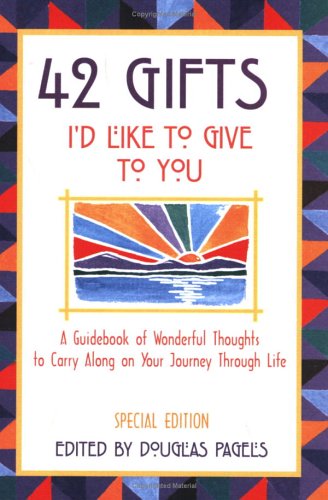 42 GIFTS
I'D LIKE TO GIVE
TO YOU
A Guidebook of Wonderful Thoughts
to Carry Along on Your Journey Through Life
SPECIAL EDITION
EDITED BY DOUGLAS PAGELS